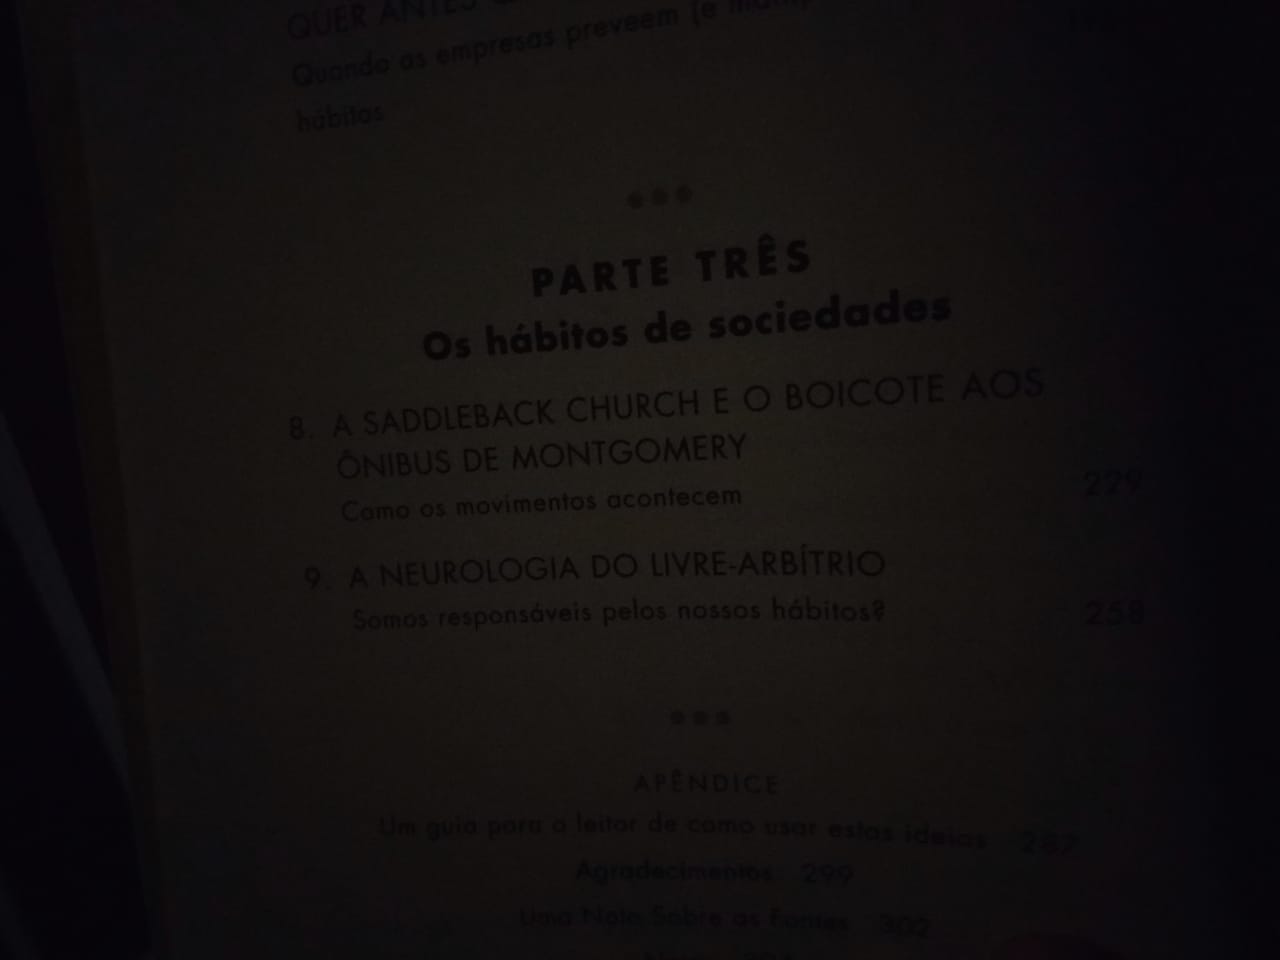 QUER ANTES
Quando as empresas preveem (e
hábitos
PARTE TRÊS
Os hábitos de sociedades
8. A SADDLEBACK CHURCH E O BOICOTE AOS
ÔNIBUS DE MONTGOMERY
Como os movimentos acontecem 229
9. A NEUROLOGIA DO LIVRE-ARBÍTRIO
Somos responsáveis pelos nossos hábitos? 258
APÊNDICE
Um guia para o leitor de como usar estas ideias 287
Agradecimentos 299
Uma Nota Sobre as Fontes 302